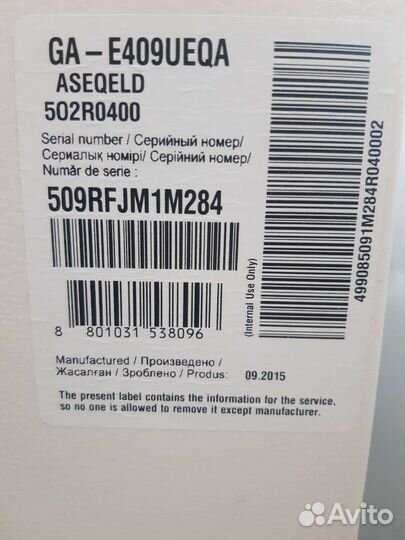 GA – E409UEQA
ASEQELD
502R0400
Serial number / Серийный номер/
Сериалық номірі/ Серійний номер/
Număr de serie :
509RFJM1M284
8 801031 538096
(Internal Use Only)
499085091M284R040002
Manufactured / Произведено /
Жасалған / Зроблено / Produs: 09.2015
The present label contains the information for the service,
so no one is allowed to remove it except manufacturer.
Avito